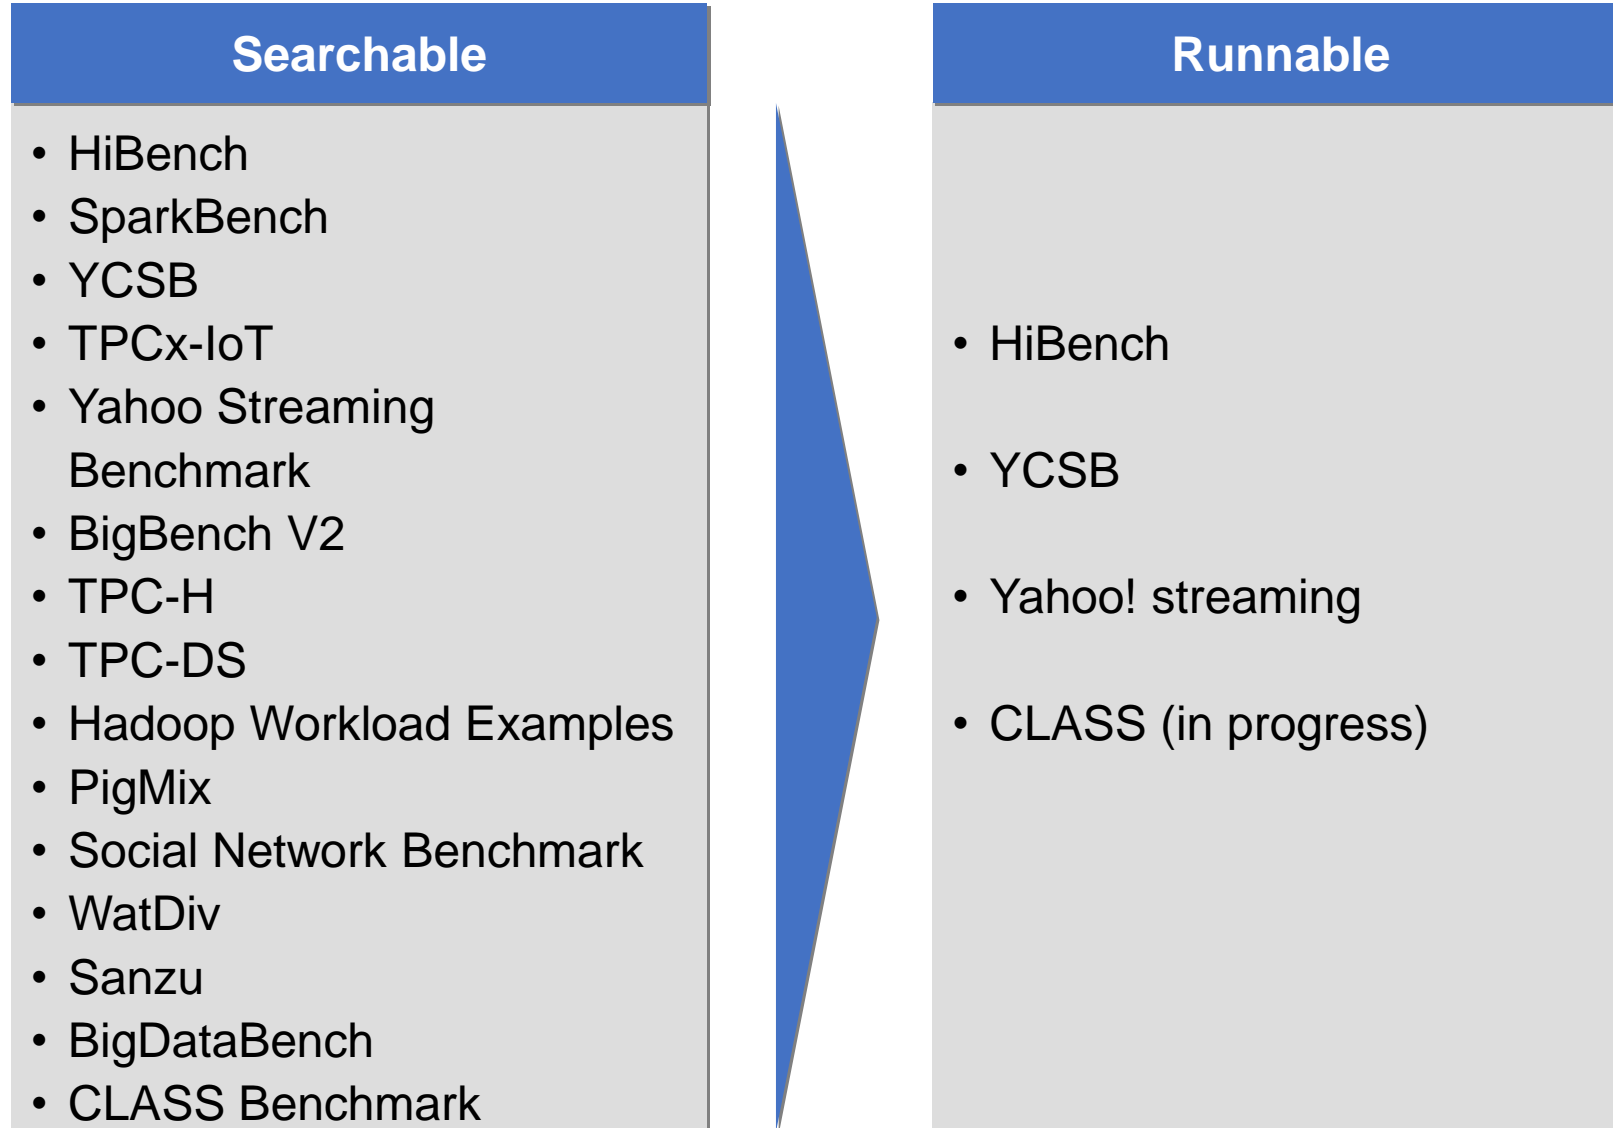 Searchable
• HiBench
• SparkBench
• YCSB
• TPCx-IoT
• Yahoo Streaming
Benchmark
• BigBench V2
• TPC-H
• TPC-DS
• Hadoop Workload Examples
• PigMix
• Social Network Benchmark
• WatDiv
• Sanzu
• BigDataBench
• CLASS Benchmark
Runnable
• HiBench
• YCSB
• Yahoo! streaming
• CLASS (in progress)